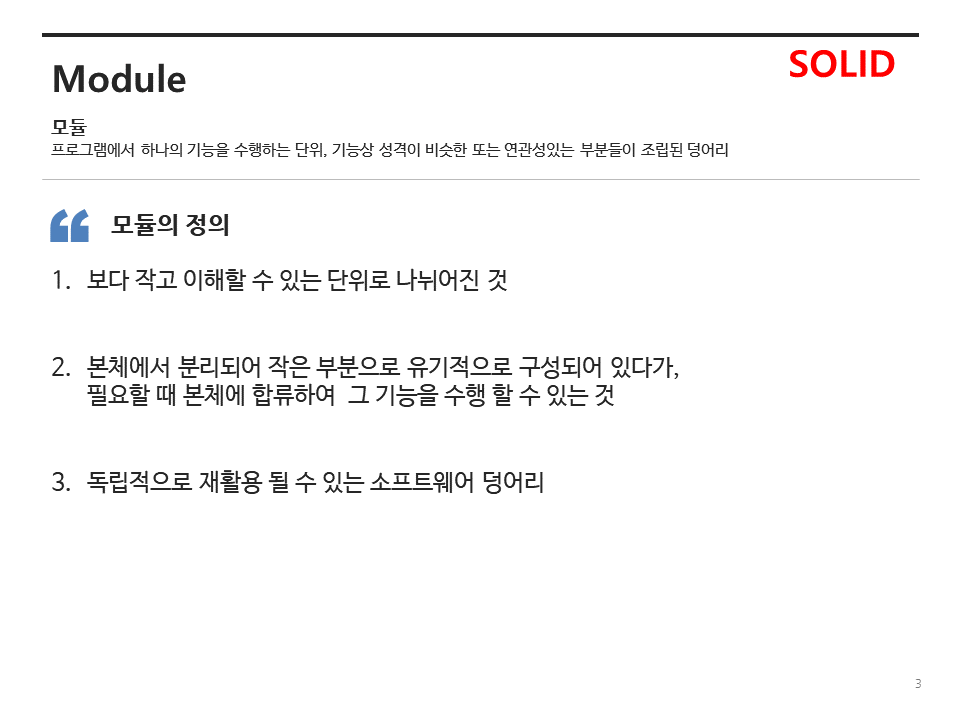 SOLID
Module
모듈
프로그램에서 하나의 기능을 수행하는 단위, 기능상 성격이 비슷한 또는 연관성있는 부분들이 조립된 덩어리
모듈의 정의
1. 보다 작고 이해할 수 있는 단위로 나뉘어진 것
2. 본체에서 분리되어 작은 부분으로 유기적으로 구성되어 있다가,
필요할 때 본체에 합류하여 그 기능을 수행 할 수 있는 것
3. 독립적으로 재활용 될 수 있는 소프트웨어 덩어리
3